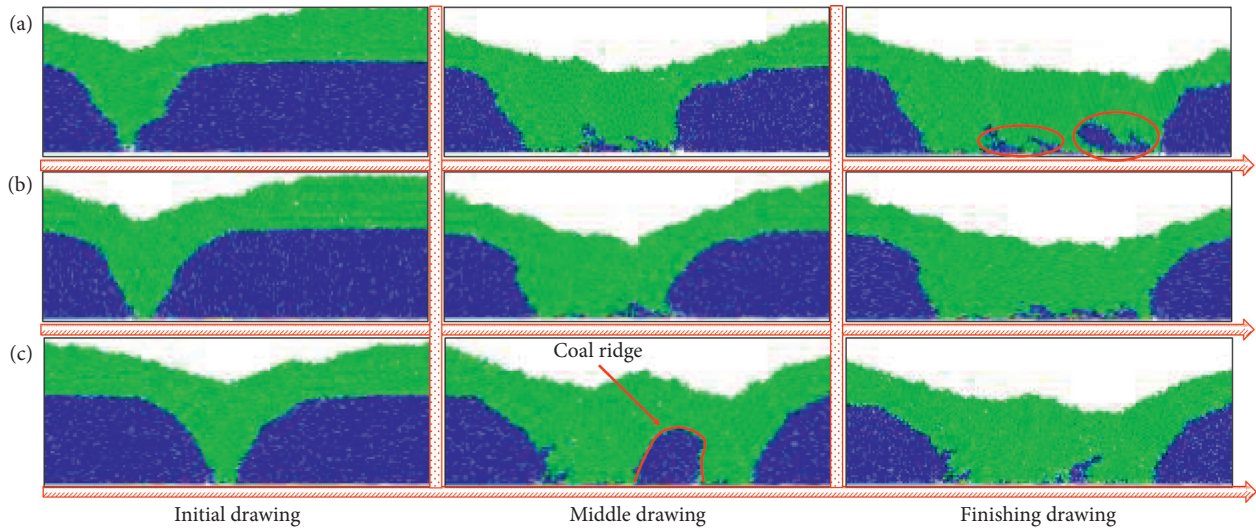 (a)
(b)
(c)
Coal ridge
Initial drawing
Middle drawing
Finishing drawing